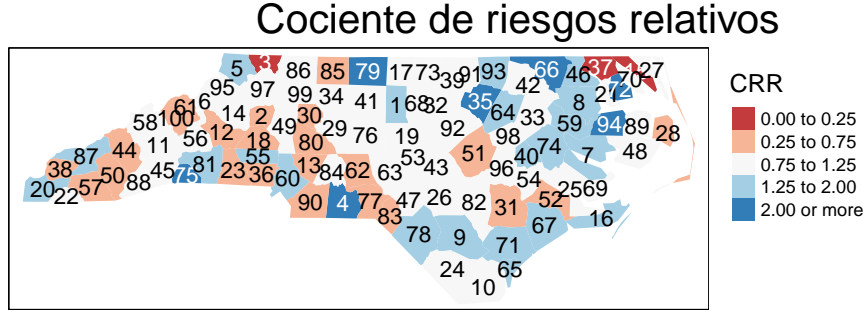 Cociente de riesgos relativos
5 3 86 85 79 17 73 39 91 93 42 66 46 37 70 27
95 97 99 34 41 1 68 32 35 64 33 8 21 72
58 100 61 6 14 2 49 30 29 76 19 92 98 59 94 89 28
87 44 11 56 12 18 80 53 43 51 40 74 7 48
38 50 45 75 81 55 23 36 60 13 84 62 63 96 54 25 69
20 22 57 88 90 4 77 83 47 26 82 31 52 16
78 9 71 67
24 10 65
CRR
0.00 to 0.25
0.25 to 0.75
0.75 to 1.25
1.25 to 2.00
2.00 or more